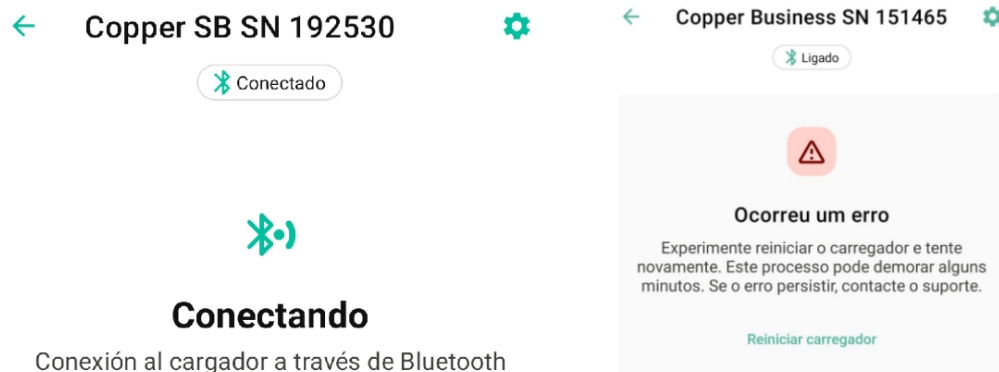 Copper SB SN 192530
Conectado
Conectando
Conexión al cargador a través de Bluetooth
Copper Business SN 151465
Ligado
Ocorreu um erro
Experimente reiniciar o carregador e tente
novamente. Este processo pode demorar alguns
minutos. Se o erro persistir, contacte o suporte.
Reiniciar carregador